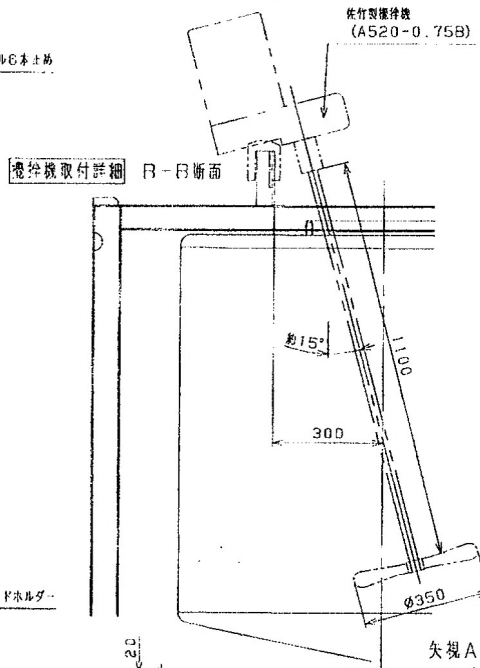 佐竹製攪拌機
(A520-0.75B)
ル6本止め
攪拌機取付詳細 B-B断面
約15°
1100
300
ドホルダー
φ350
20
矢視A